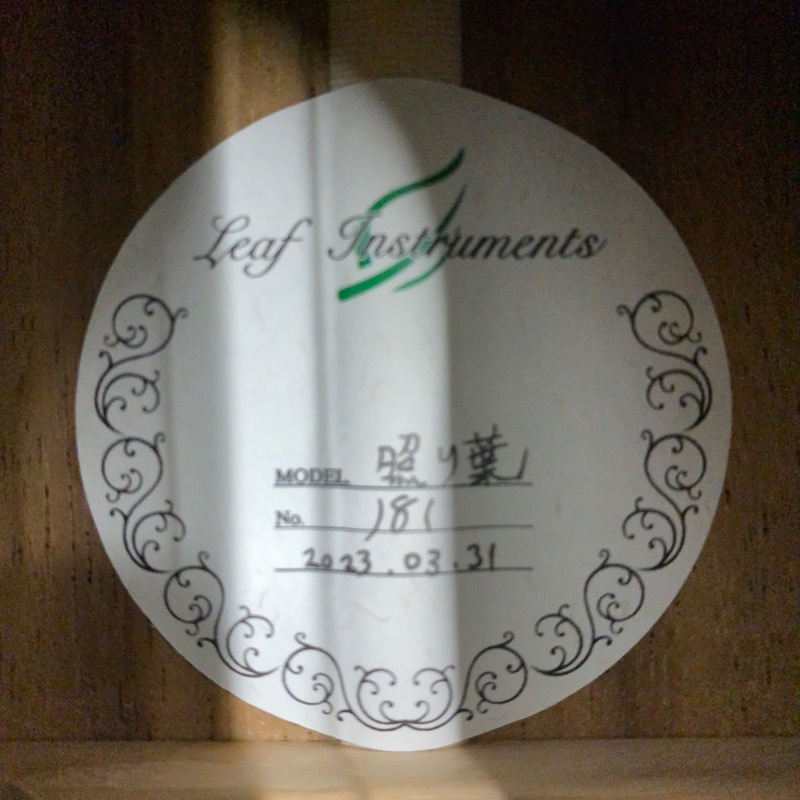 Leaf Instruments
MODEL 照り葉
No. 181
2023.03.31